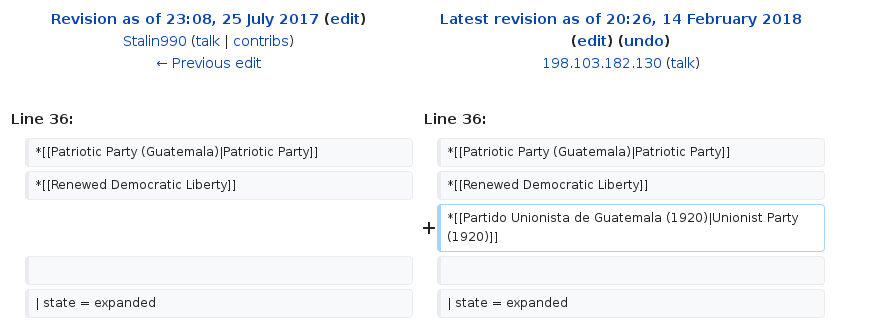 Revision as of 23:08, 25 July 2017 (edit)
Stalin990 (talk | contribs)
← Previous edit
Latest revision as of 20:26, 14 February 2018
(edit) (undo)
198.103.182.130 (talk)
Line 36:
Line 36:
*[[Patriotic Party (Guatemala)|Patriotic Party]]
*[[Patriotic Party (Guatemala)|Patriotic Party]]
*[[Renewed Democratic Liberty]]
*[[Renewed Democratic Liberty]]
+ *[[Partido Unionista de Guatemala (1920)|Unionist Party
(1920)]]
| state = expanded
| state = expanded